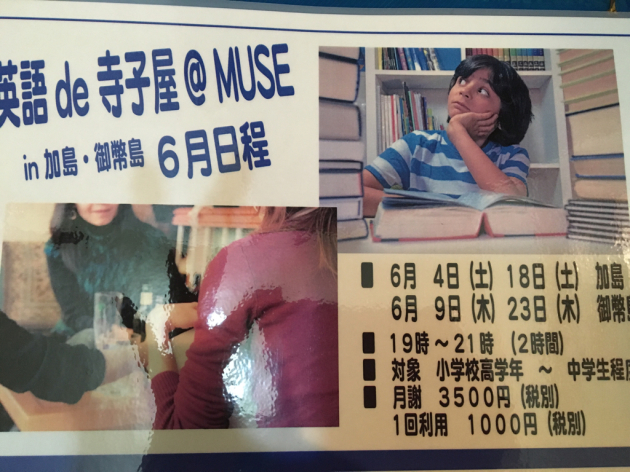 英語 de 寺子屋 @ MUSE
in 加島・御幣島 6月日程
■ 6月 4日(土) 18日(土) 加島
6月 9日(木) 23日(木) 御幣島
■ 19時～21時 (2時間)
■ 対象 小学校高学年 ～ 中学生程度
■ 月謝 3500円(税別)
1回利用 1000円(税別)